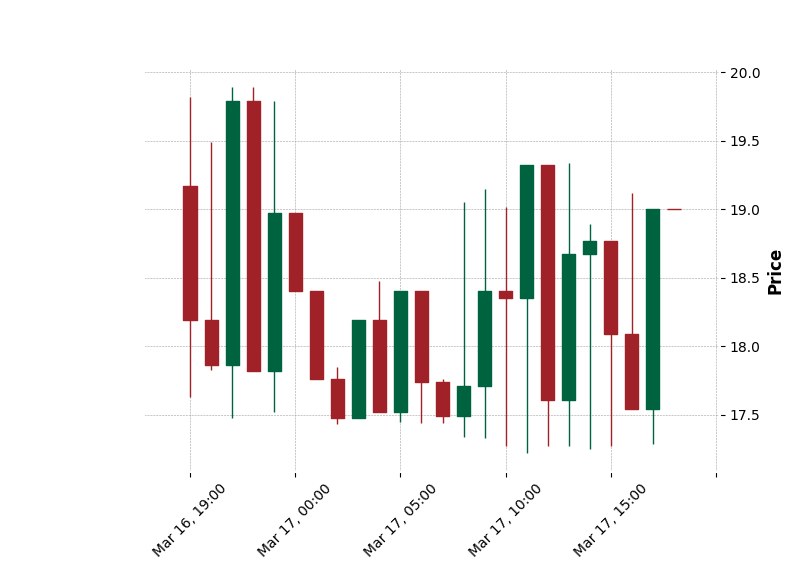 20.0
19.5
19.0
18.5
18.0
17.5
Price
Mar 16, 19:00
Mar 17, 00:00
Mar 17, 05:00
Mar 17, 10:00
Mar 17, 15:00